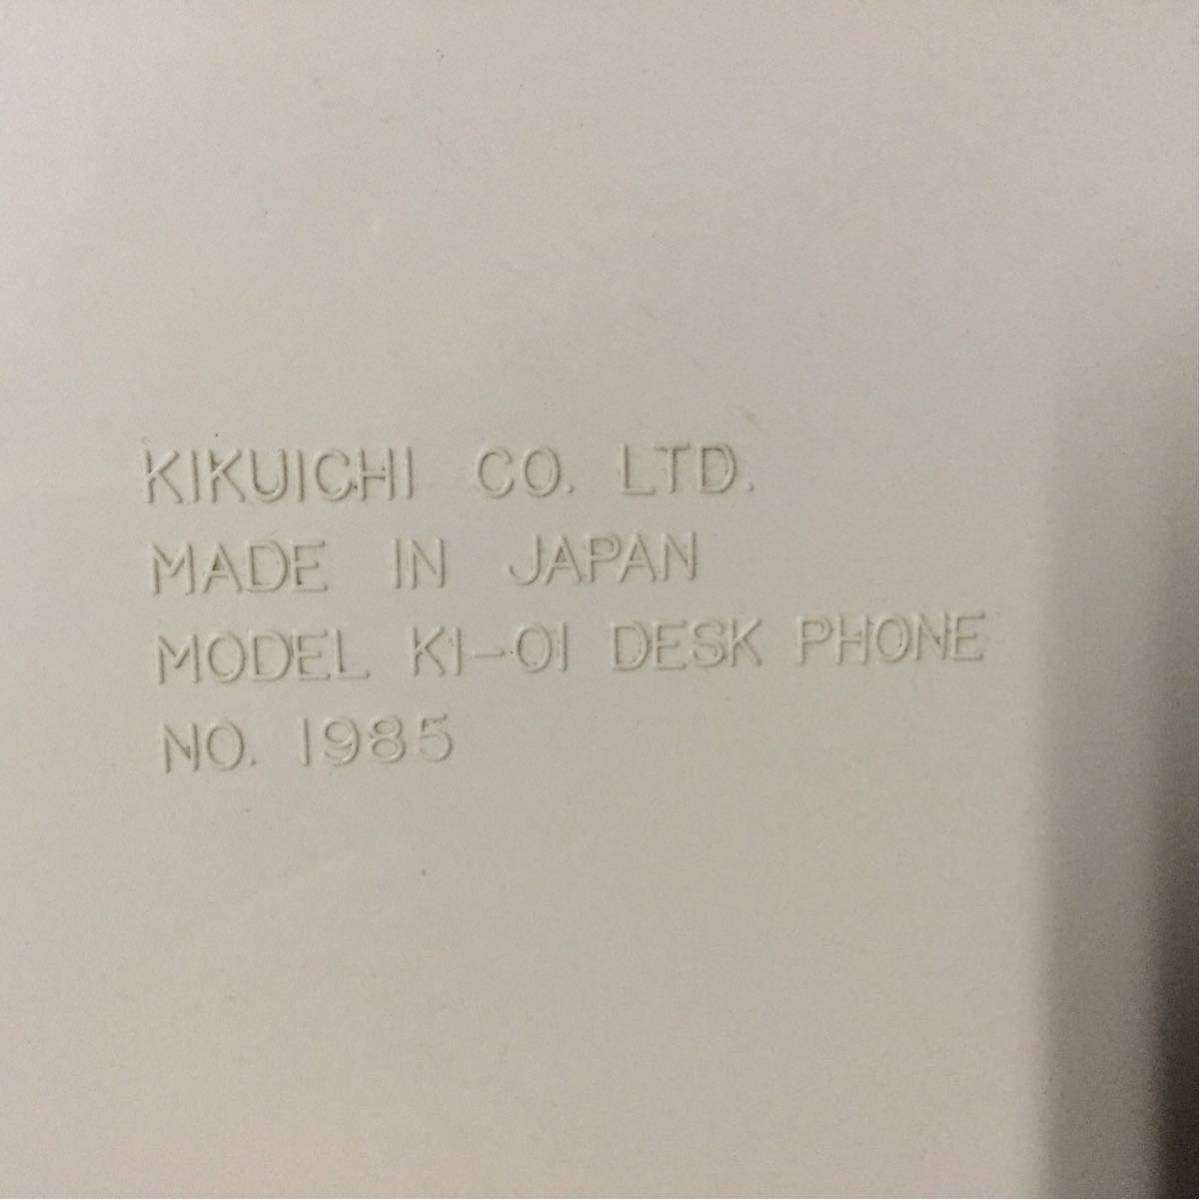 KIKUICHI CO. LTD.
MADE IN JAPAN
MODEL KI-01 DESK PHONE
NO. 1985